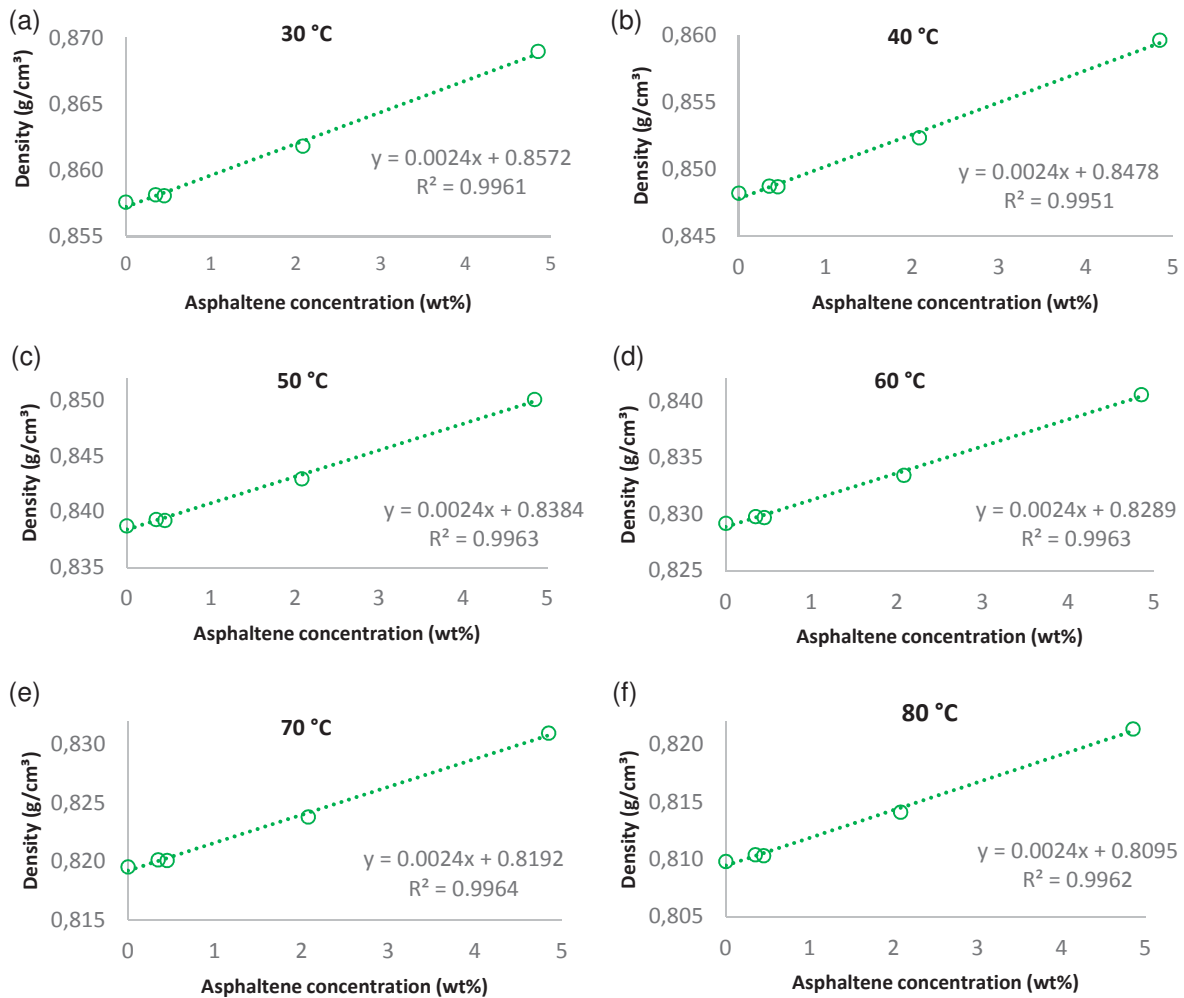 (a)
30 °C
Density (g/cm³)
0,870
0,865
0,860
0,855
y = 0.0024x + 0.8572
R² = 0.9961
0 1 2 3 4 5
Asphaltene concentration (wt%)
(b)
40 °C
Density (g/cm³)
0,860
0,855
0,850
0,845
y = 0.0024x + 0.8478
R² = 0.9951
0 1 2 3 4 5
Asphaltene concentration (wt%)
(c)
50 °C
Density (g/cm³)
0,850
0,845
0,840
0,835
y = 0.0024x + 0.8384
R² = 0.9963
0 1 2 3 4 5
Asphaltene concentration (wt%)
(d)
60 °C
Density (g/cm³)
0,840
0,835
0,830
0,825
y = 0.0024x + 0.8289
R² = 0.9963
0 1 2 3 4 5
Asphaltene concentration (wt%)
(e)
70 °C
Density (g/cm³)
0,830
0,825
0,820
0,815
y = 0.0024x + 0.8192
R² = 0.9964
0 1 2 3 4 5
Asphaltene concentration (wt%)
(f)
80 °C
Density (g/cm³)
0,820
0,815
0,810
0,805
y = 0.0024x + 0.8095
R² = 0.9962
0 1 2 3 4 5
Asphaltene concentration (wt%)